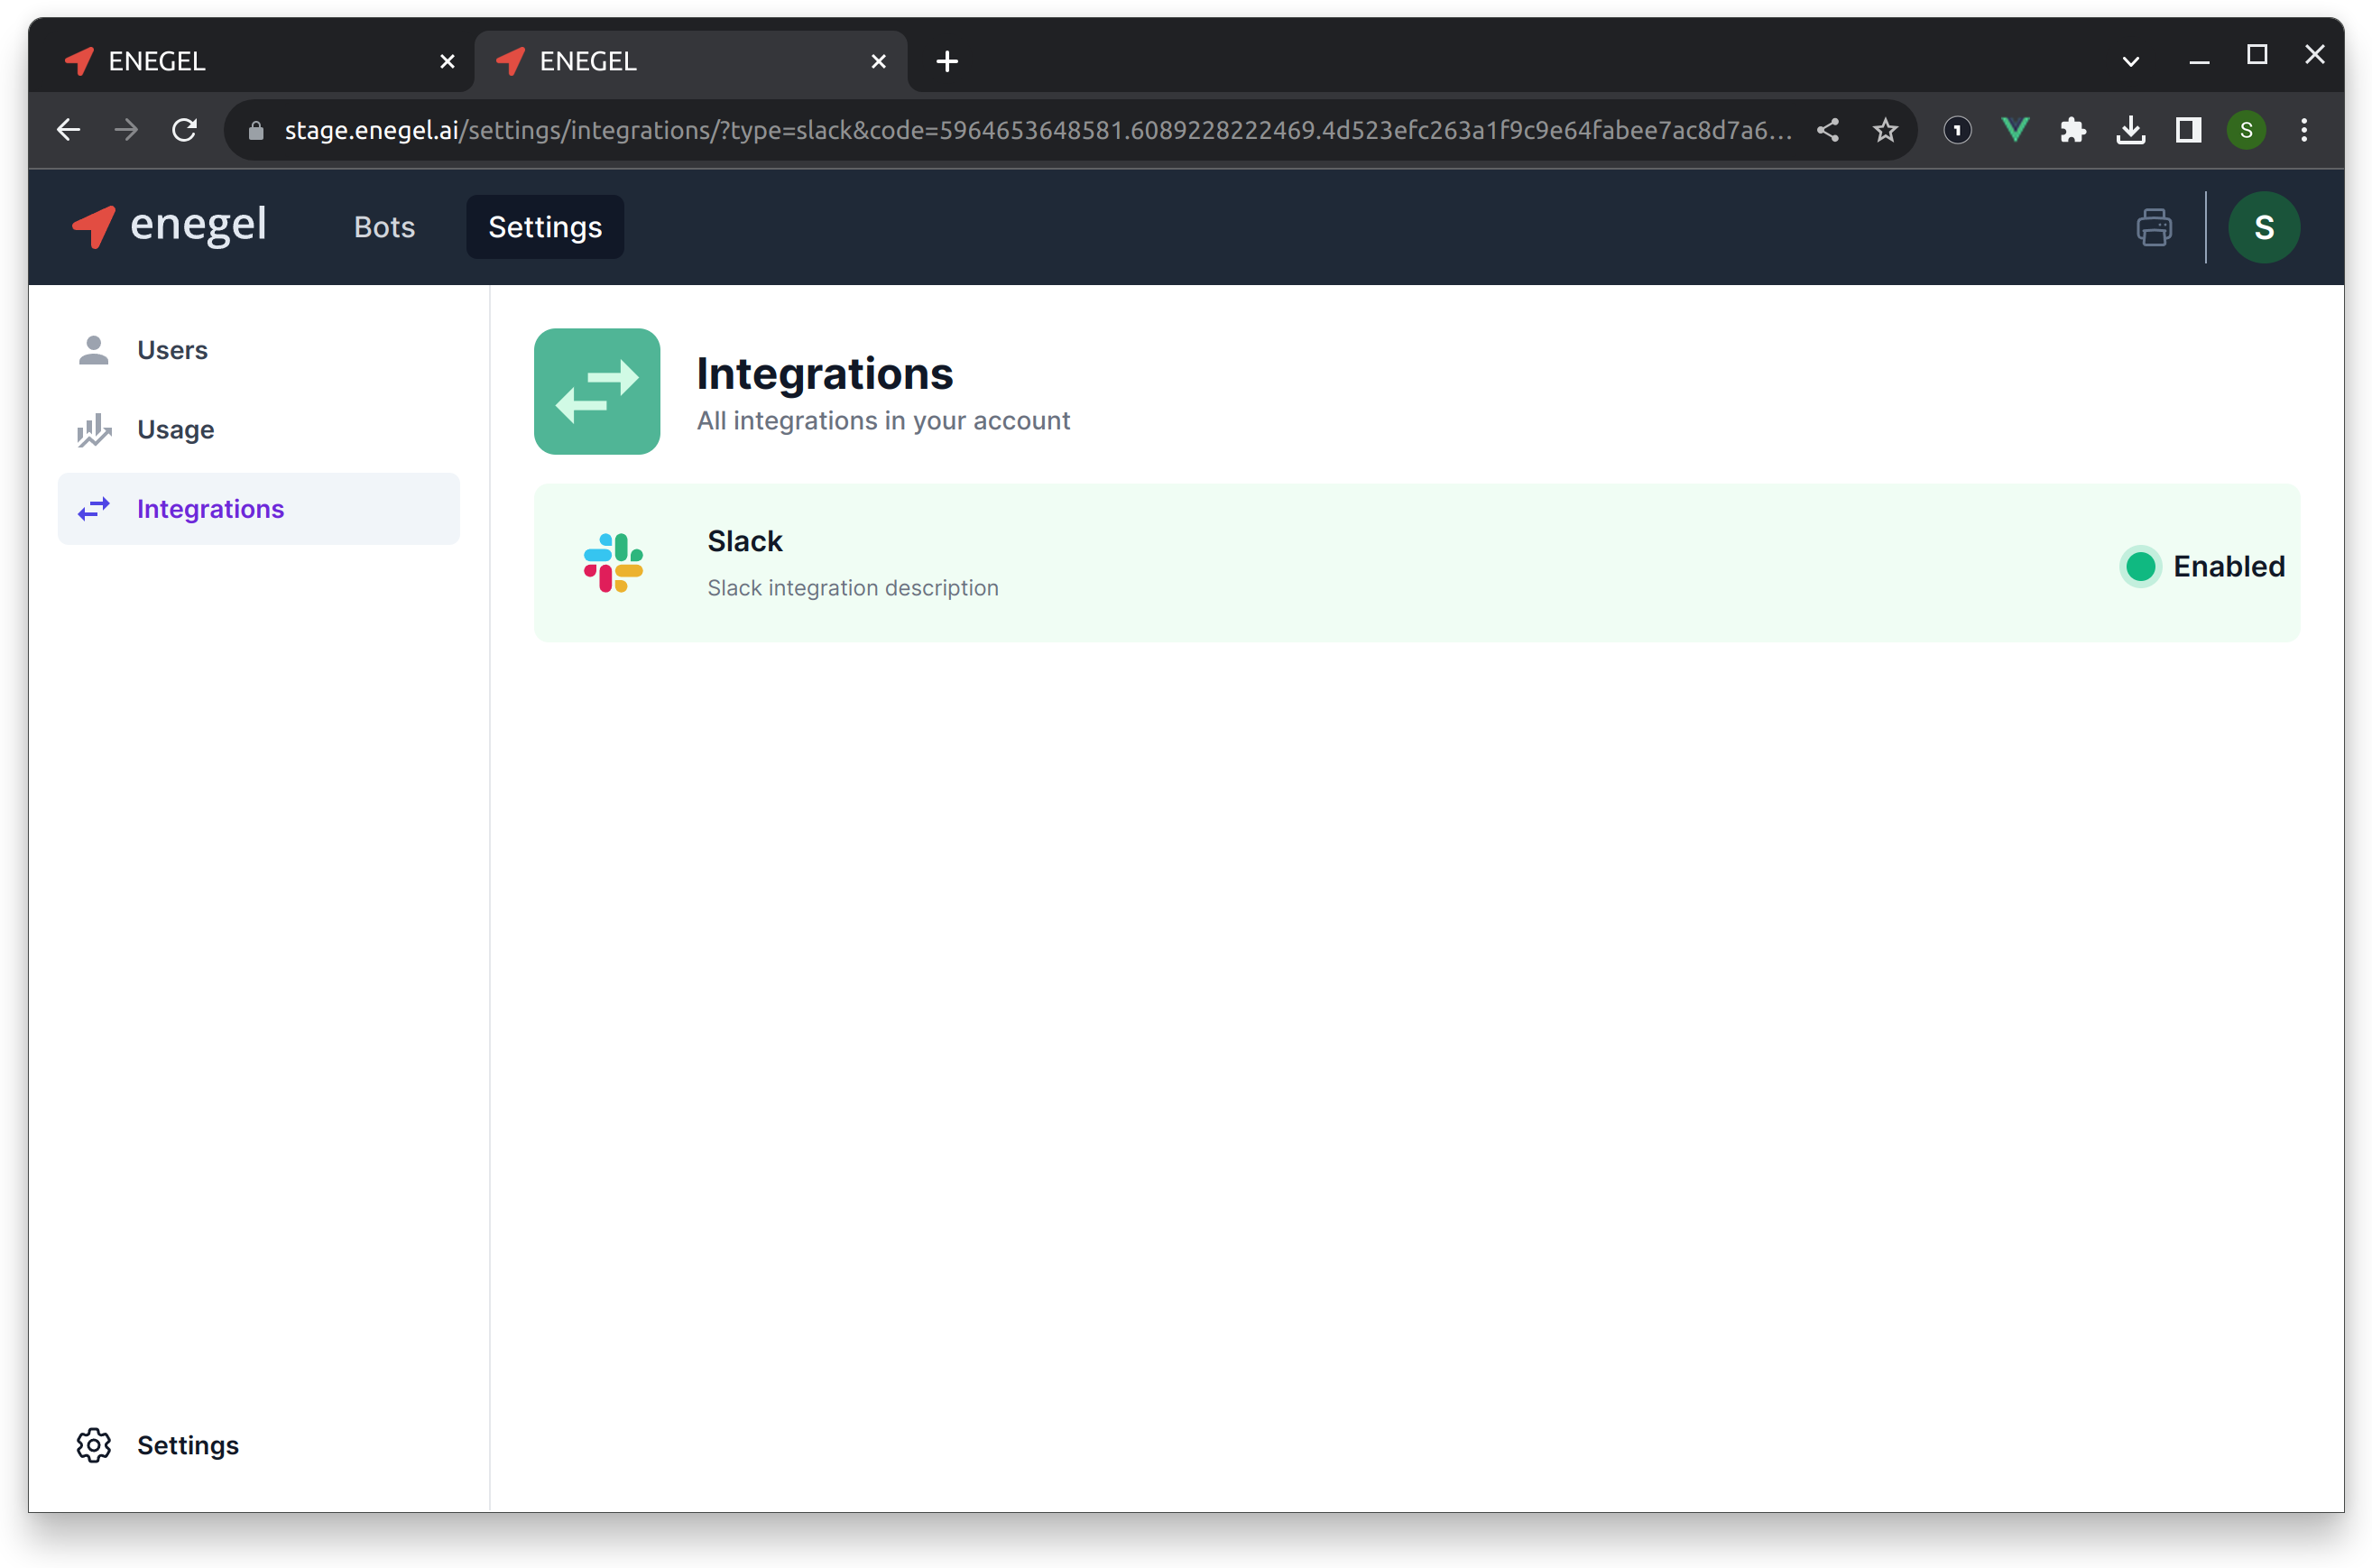 ENEGEL
ENEGEL
stage.enegel.ai/settings/integrations/?type=slack&code=5964653648581.6089228222469.4d523efc263a1f9c9e64fabee7ac8d7a6...
1
S
enegel
Bots
Settings
S
Users
Usage
Integrations
Integrations
All integrations in your account
Slack
Slack integration description
Enabled
Settings